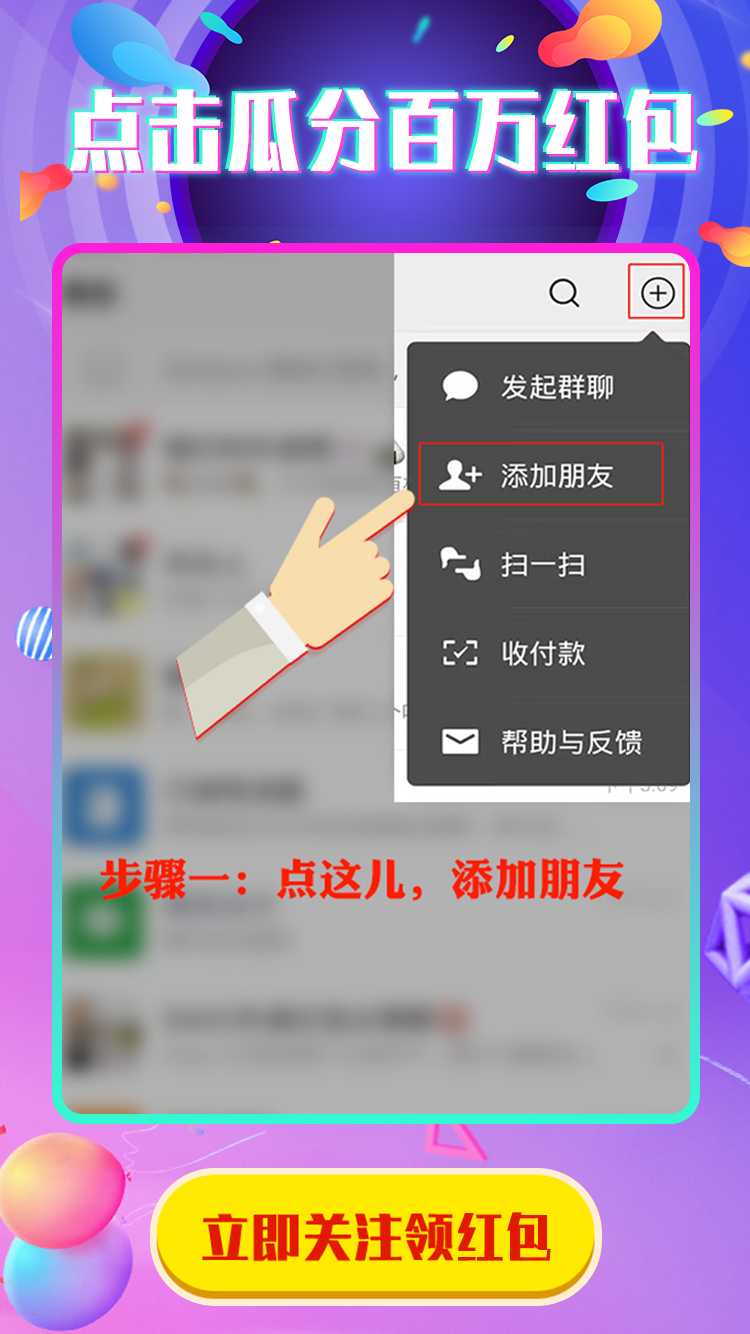 点击瓜分百万红包
发起群聊
添加朋友
扫一扫
收付款
帮助与反馈
步骤一：点这儿，添加朋友
立即关注领红包